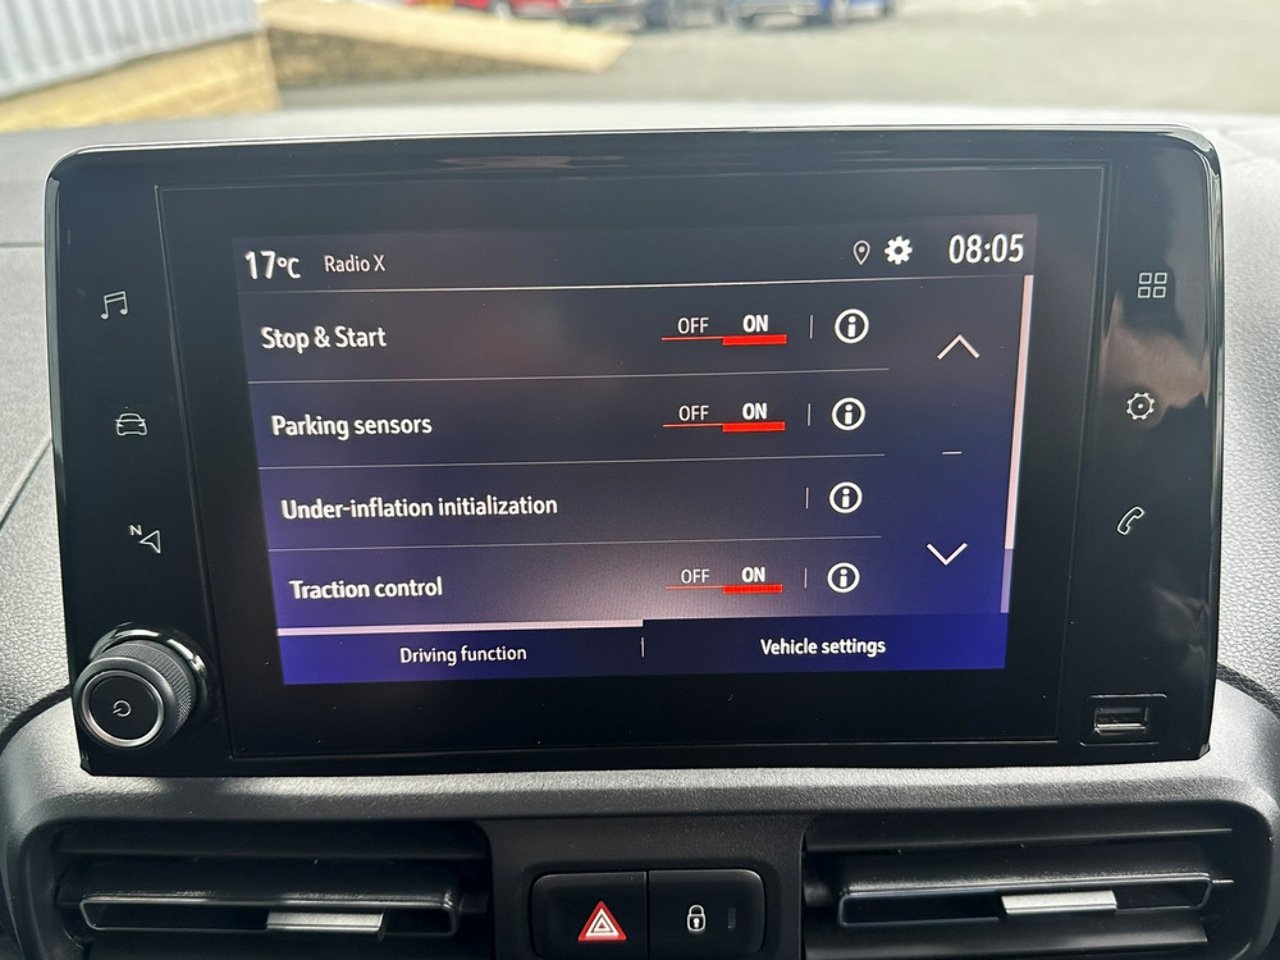 17°C Radio X 08:05
Stop & Start OFF ON
Parking sensors OFF ON
Under-inflation initialization
Traction control OFF ON
Driving function Vehicle settings
N